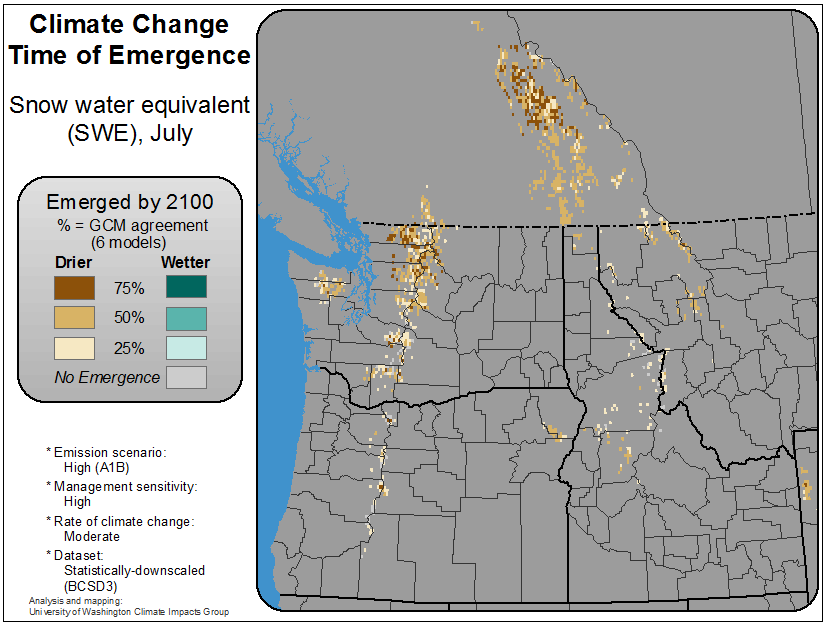 Climate Change
Time of Emergence
Snow water equivalent
(SWE), July
Emerged by 2100
% = GCM agreement
(6 models)
Drier Wetter
75%
50%
25%
No Emergence
* Emission scenario:
High (A1B)
* Management sensitivity:
High
* Rate of climate change:
Moderate
* Dataset:
Statistically-downscaled
(BCSD3)
Analysis and mapping:
University of Washington Climate Impacts Group